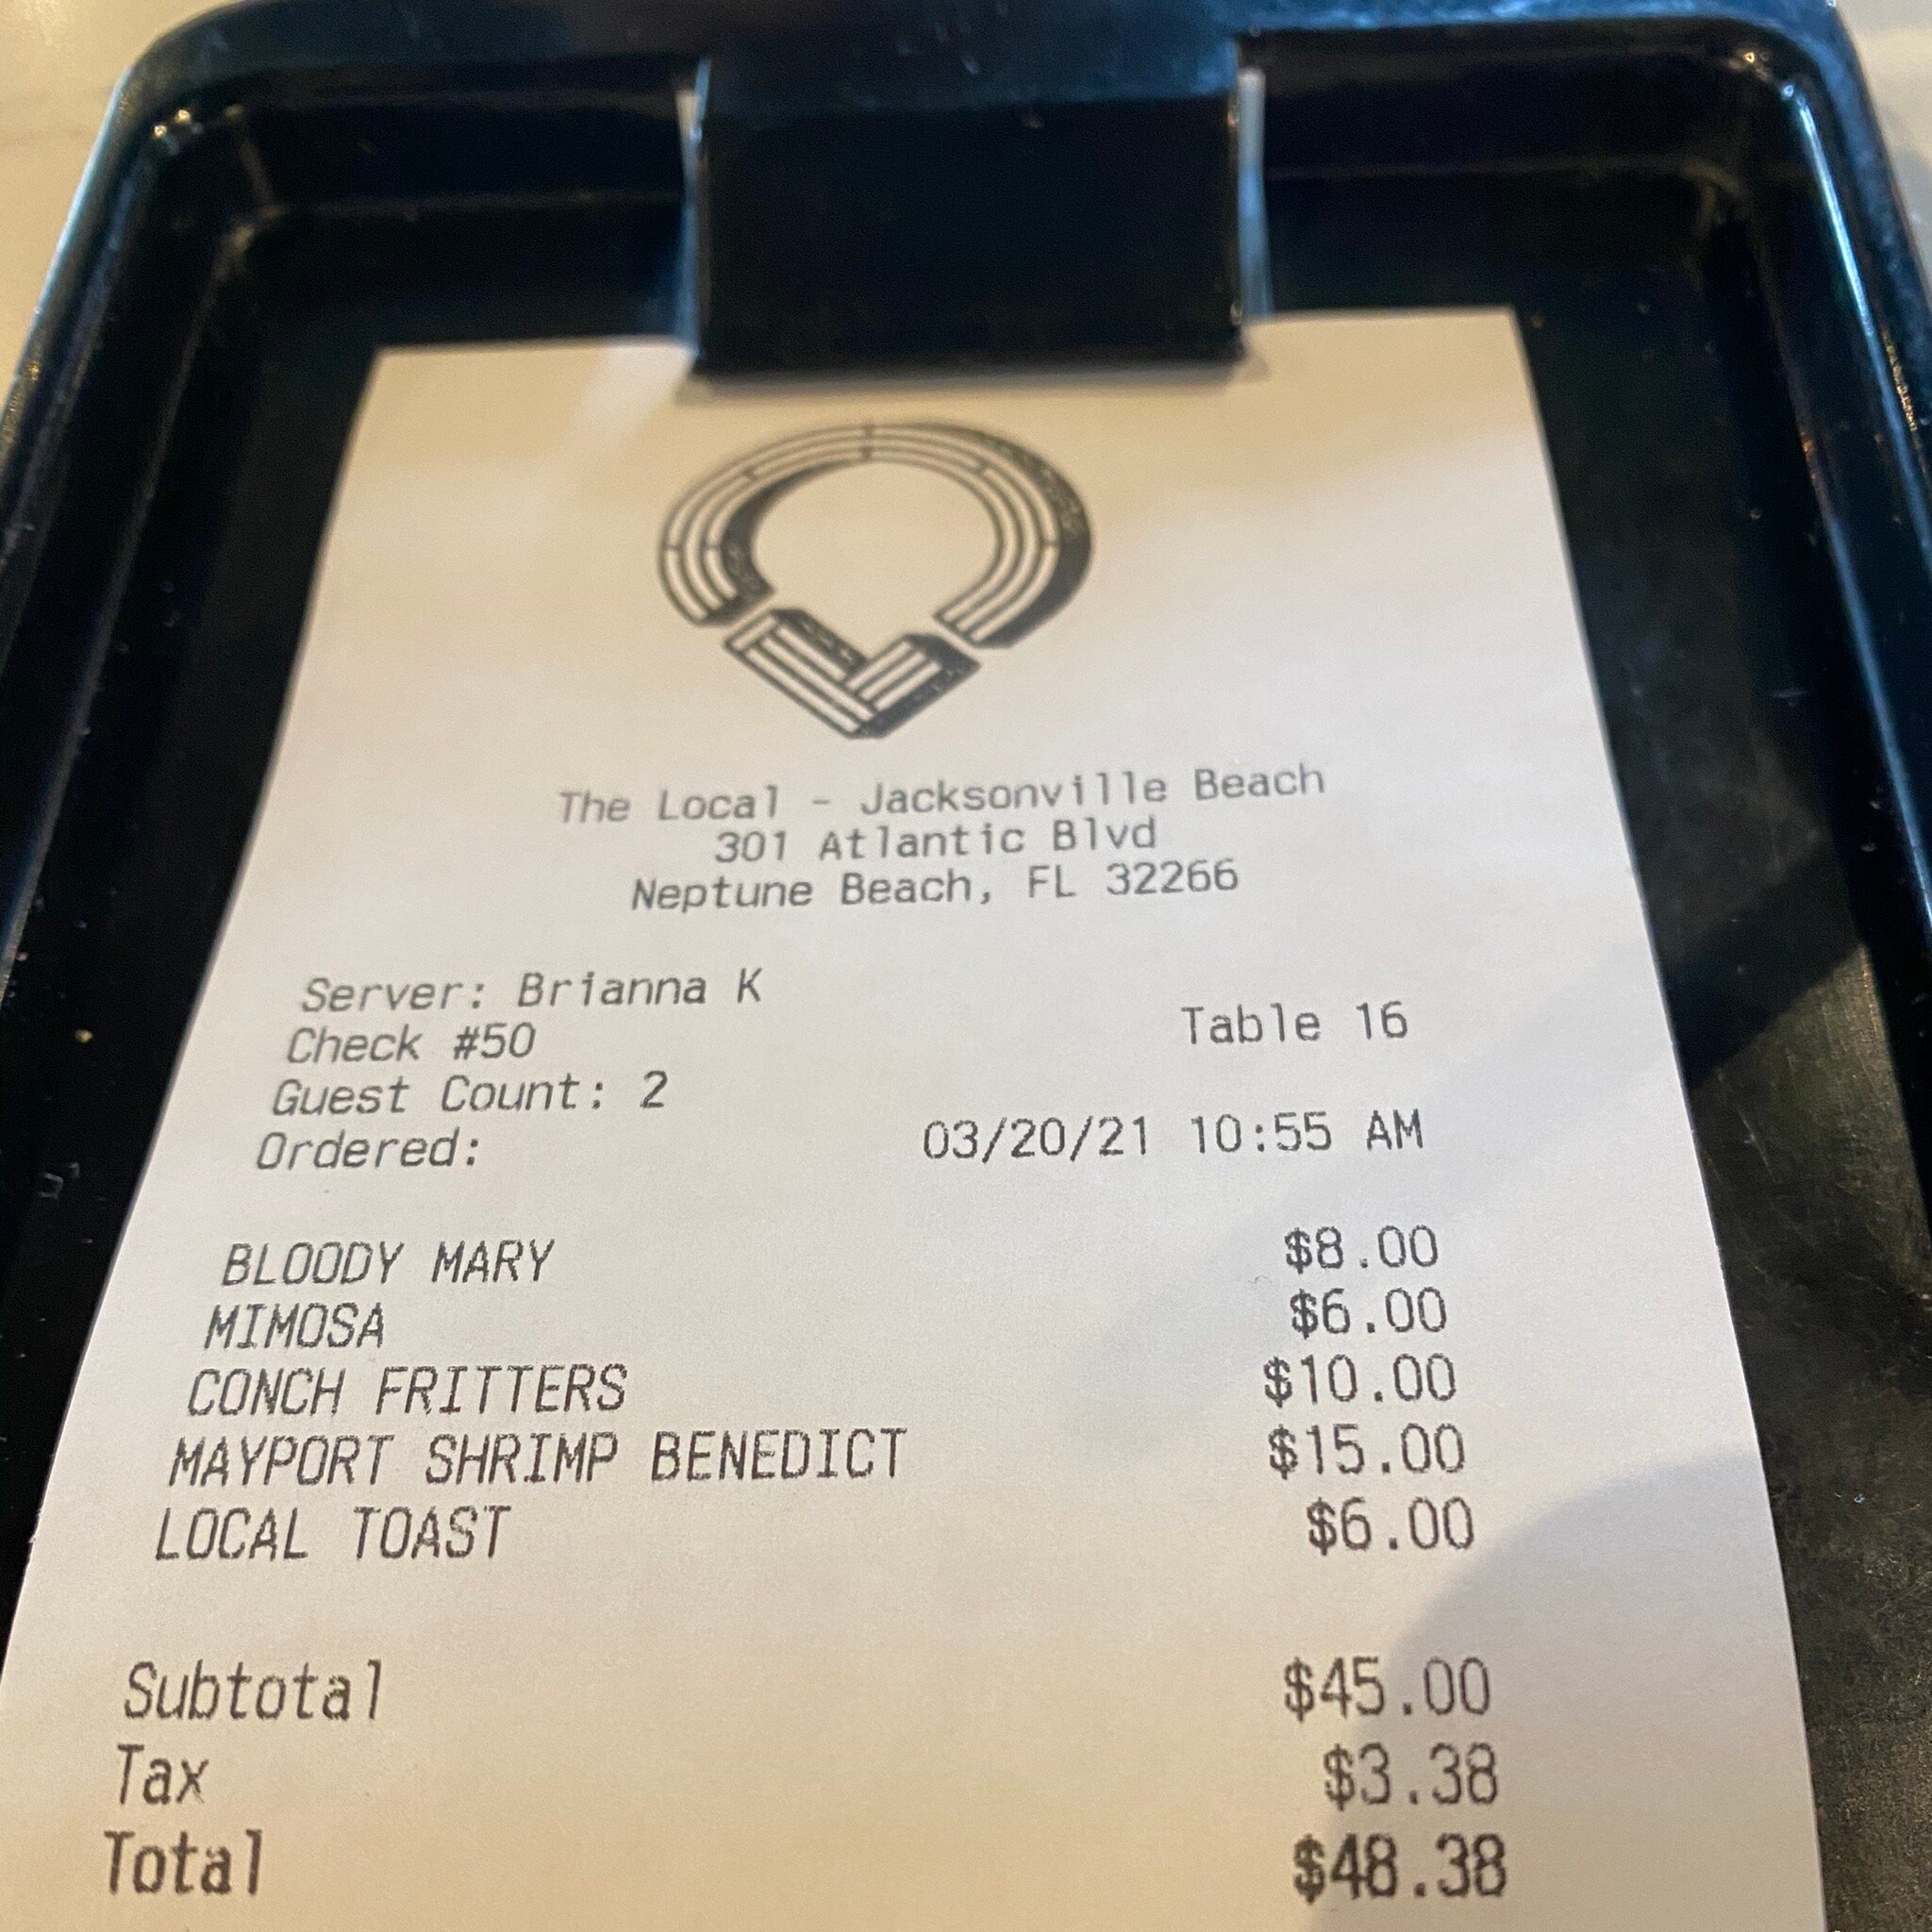 The Local - Jacksonville Beach
301 Atlantic Blvd
Neptune Beach, FL 32266
Server: Brianna K
Check #50 Table 16
Guest Count: 2
Ordered: 03/20/21 10:55 AM
BLOODY MARY $8.00
MIMOSA $6.00
CONCH FRITTERS $10.00
MAYPORT SHRIMP BENEDICT $15.00
LOCAL TOAST $6.00
Subtotal $45.00
Tax $3.38
Total $48.38